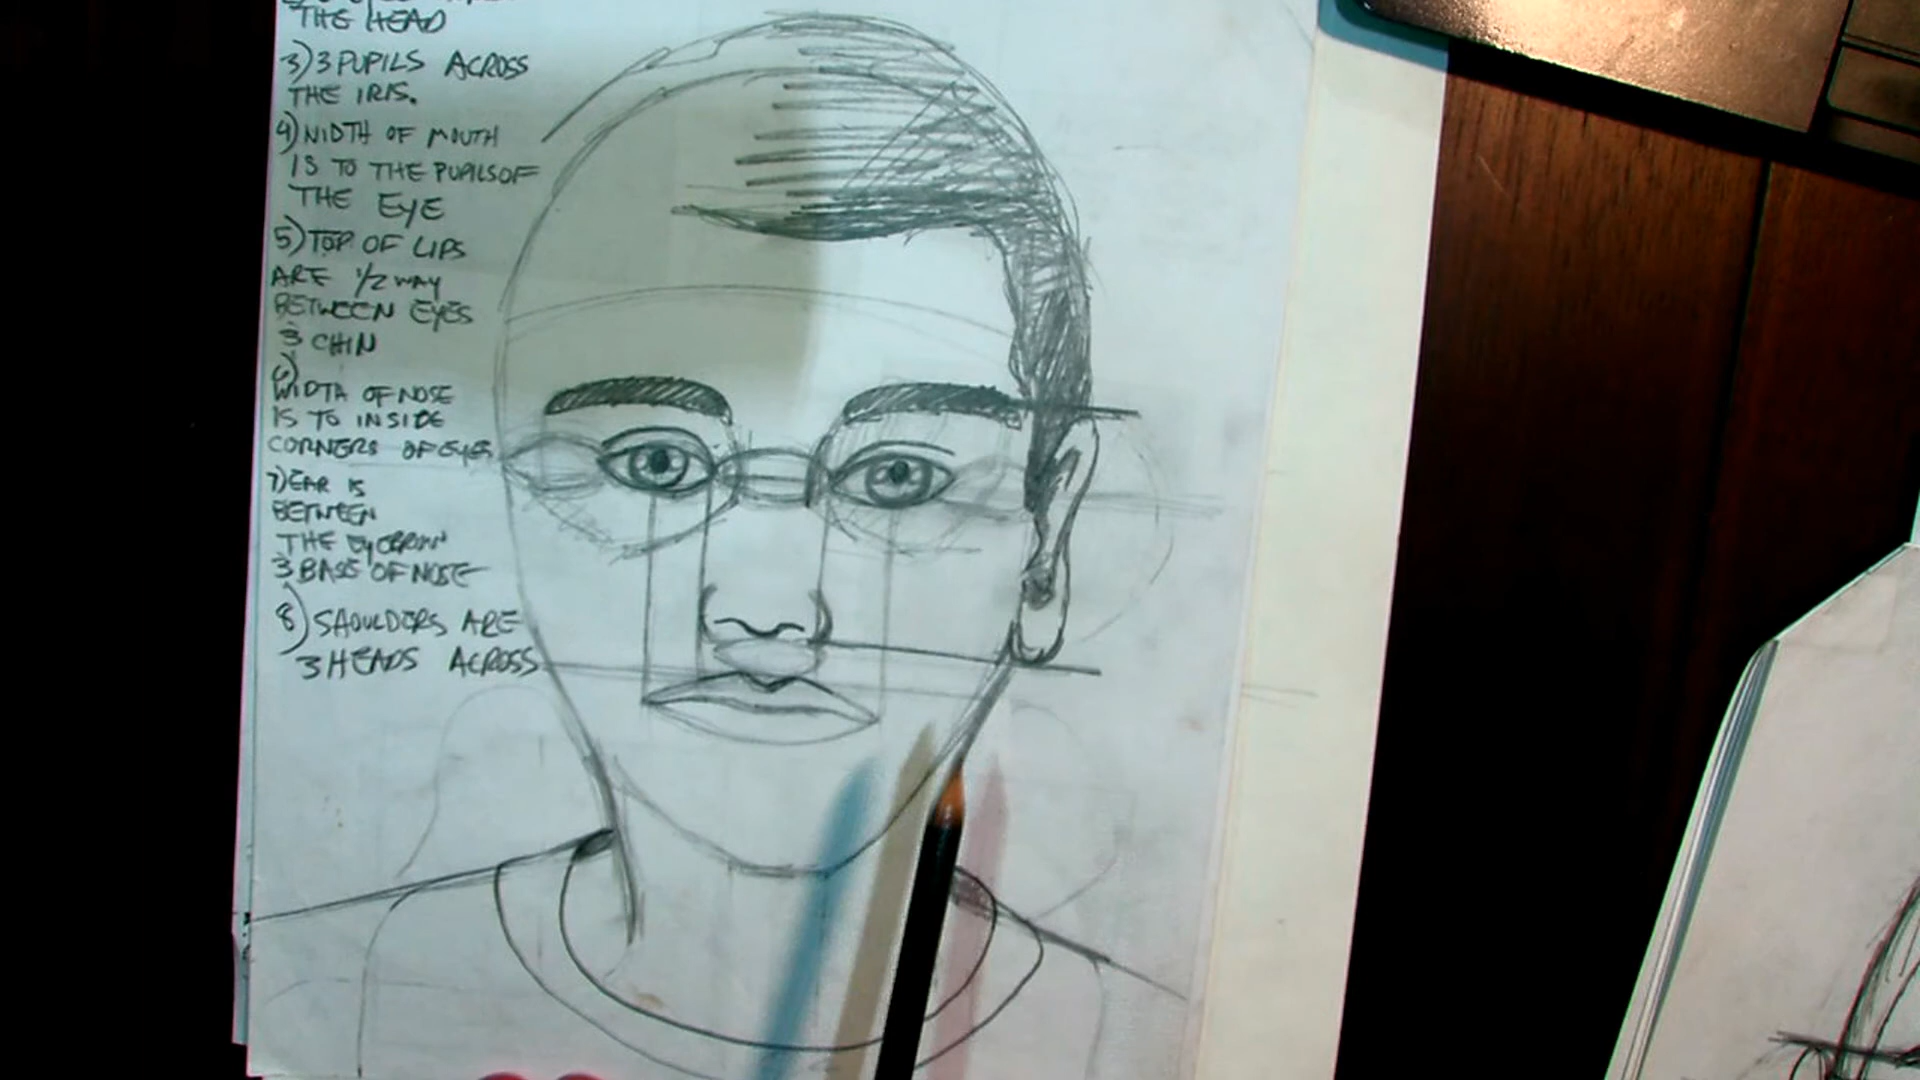 THE HEAD
3) 3 PUPILS ACROSS
THE IRIS.
4) WIDTH OF MOUTH
IS TO THE PUPILS OF
THE EYE
5) TOP OF LIPS
ARE 1/2 WAY
BETWEEN EYES
& CHIN
6)
WIDTH OF NOSE
IS TO INSIDE
CORNERS OF EYES
7) EAR IS
BETWEEN
THE EYEBROW
& BASE OF NOSE
8) SHOULDERS ARE
3 HEADS ACROSS